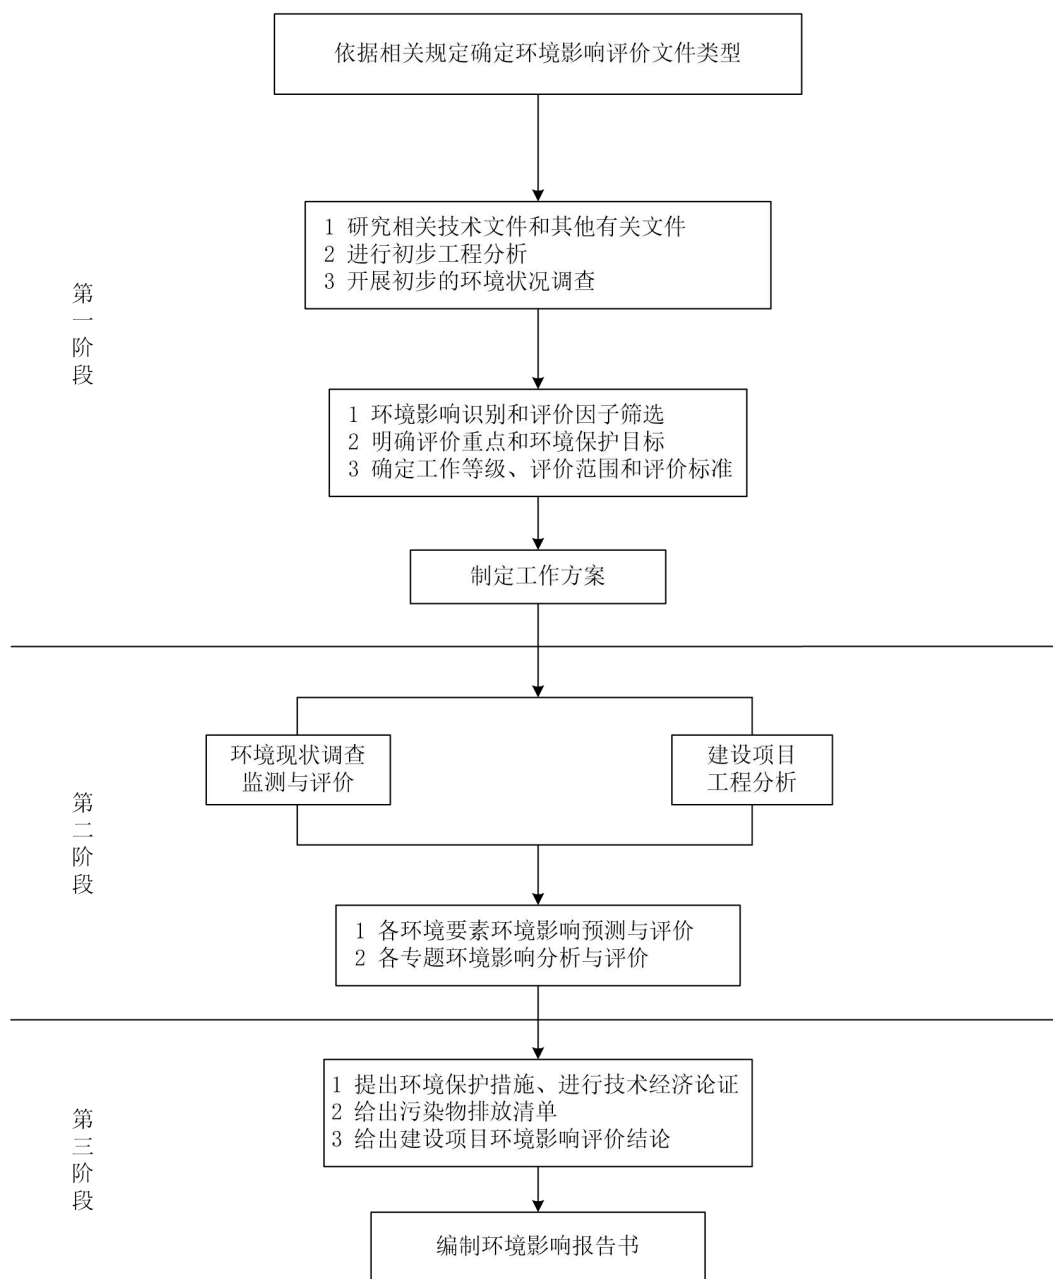 依据相关规定确定环境影响评价文件类型
1 研究相关技术文件和其他有关文件
2 进行初步工程分析
3 开展初步的环境状况调查
第
一
阶
段
1 环境影响识别和评价因子筛选
2 明确评价重点和环境保护目标
3 确定工作等级、评价范围和评价标准
制定工作方案
环境现状调查
监测与评价
建设项目
工程分析
第
二
阶
段
1 各环境要素环境影响预测与评价
2 各专题环境影响分析与评价
1 提出环境保护措施、进行技术经济论证
2 给出污染物排放清单
3 给出建设项目环境影响评价结论
第
三
阶
段
编制环境影响报告书